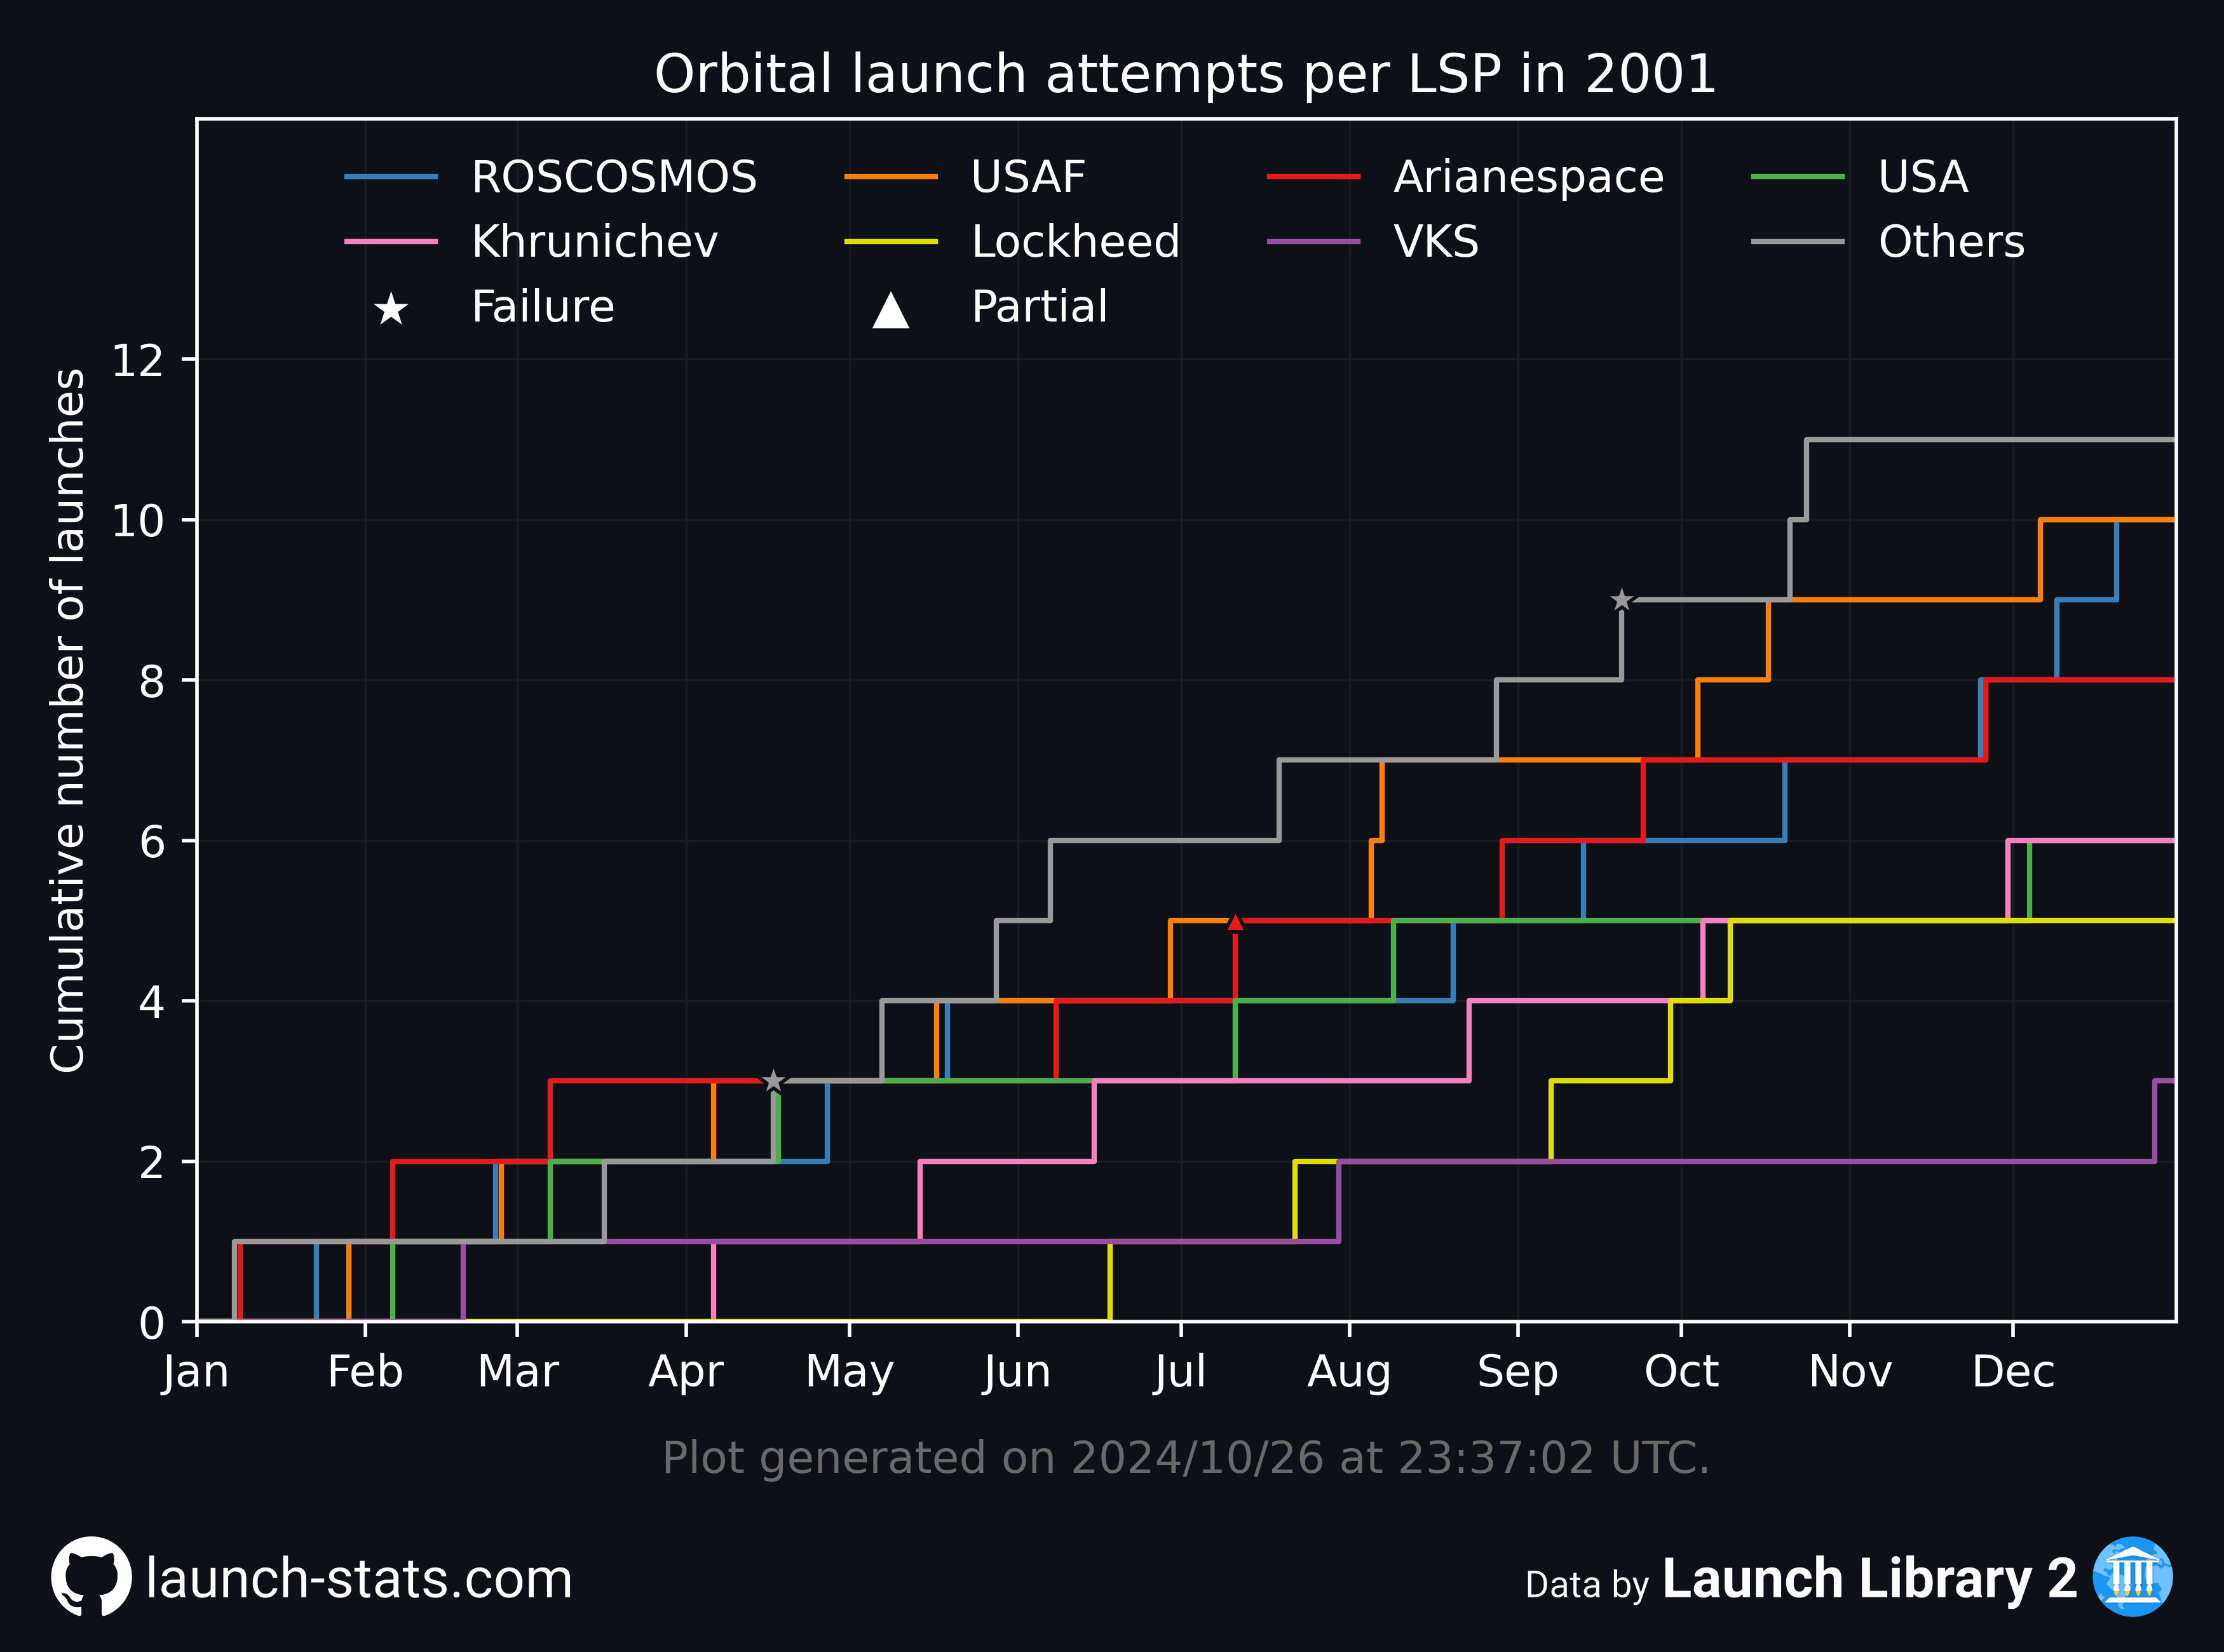 Orbital launch attempts per LSP in 2001
ROSCOSMOS USAF Arianespace USA
Khrunichev Lockheed VKS Others
Failure Partial
Cumulative number of launches
12
10
8
6
4
2
0
Jan Feb Mar Apr May Jun Jul Aug Sep Oct Nov Dec
Plot generated on 2024/10/26 at 23:37:02 UTC.
launch-stats.com
Data by Launch Library 2